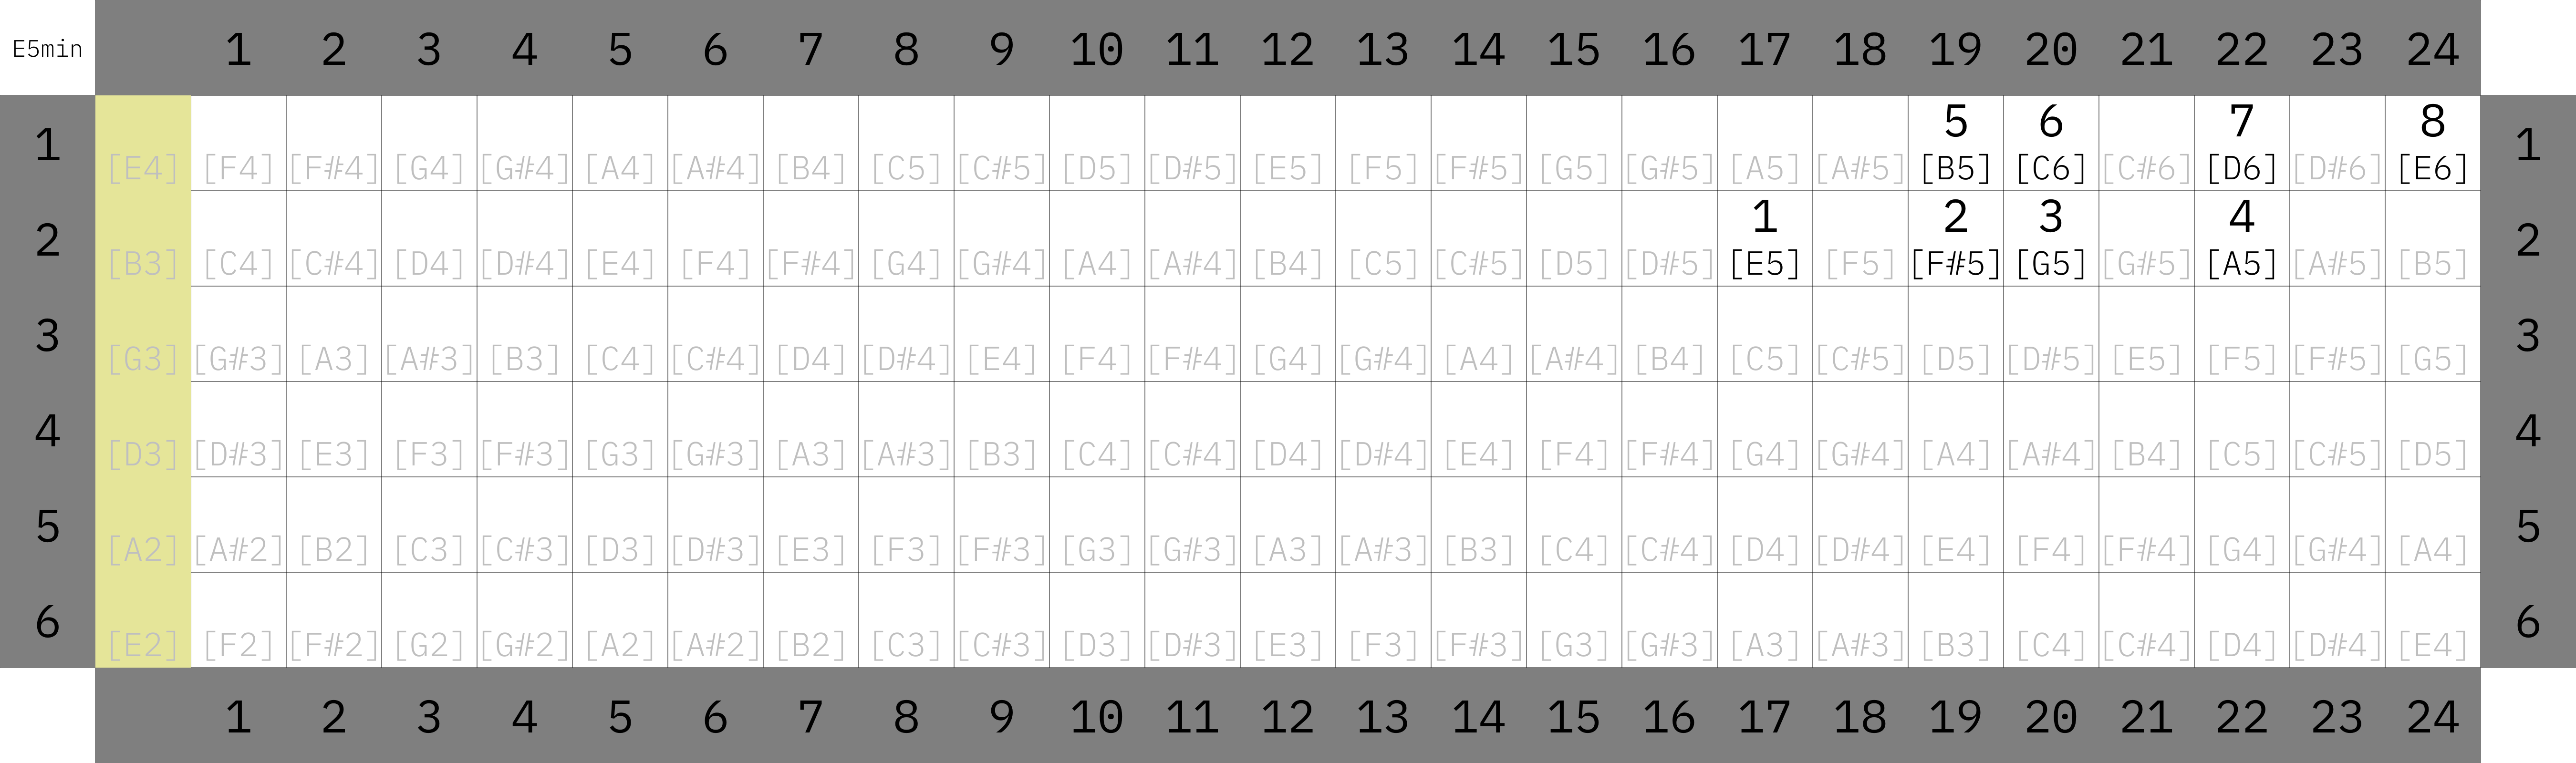 E5min 1 2 3 4 5 6 7 8 9 10 11 12 13 14 15 16 17 18 19 20 21 22 23 24
5 6 7 8
1 [E4] [F4] [F#4] [G4] [G#4] [A4] [A#4] [B4] [C5] [C#5] [D5] [D#5] [E5] [F5] [F#5] [G5] [G#5] [A5] [A#5] [B5] [C6] [C#6] [D6] [D#6] [E6] 1
1 2 3 4
2 [B3] [C4] [C#4] [D4] [D#4] [E4] [F4] [F#4] [G4] [G#4] [A4] [A#4] [B4] [C5] [C#5] [D5] [D#5] [E5] [F5] [F#5] [G5] [G#5] [A5] [A#5] [B5] 2
3 [G3] [G#3] [A3] [A#3] [B3] [C4] [C#4] [D4] [D#4] [E4] [F4] [F#4] [G4] [G#4] [A4] [A#4] [B4] [C5] [C#5] [D5] [D#5] [E5] [F5] [F#5] [G5] 3
4 [D3] [D#3] [E3] [F3] [F#3] [G3] [G#3] [A3] [A#3] [B3] [C4] [C#4] [D4] [D#4] [E4] [F4] [F#4] [G4] [G#4] [A4] [A#4] [B4] [C5] [C#5] [D5] 4
5 [A2] [A#2] [B2] [C3] [C#3] [D3] [D#3] [E3] [F3] [F#3] [G3] [G#3] [A3] [A#3] [B3] [C4] [C#4] [D4] [D#4] [E4] [F4] [F#4] [G4] [G#4] [A4] 5
6 [E2] [F2] [F#2] [G2] [G#2] [A2] [A#2] [B2] [C3] [C#3] [D3] [D#3] [E3] [F3] [F#3] [G3] [G#3] [A3] [A#3] [B3] [C4] [C#4] [D4] [D#4] [E4] 6
1 2 3 4 5 6 7 8 9 10 11 12 13 14 15 16 17 18 19 20 21 22 23 24